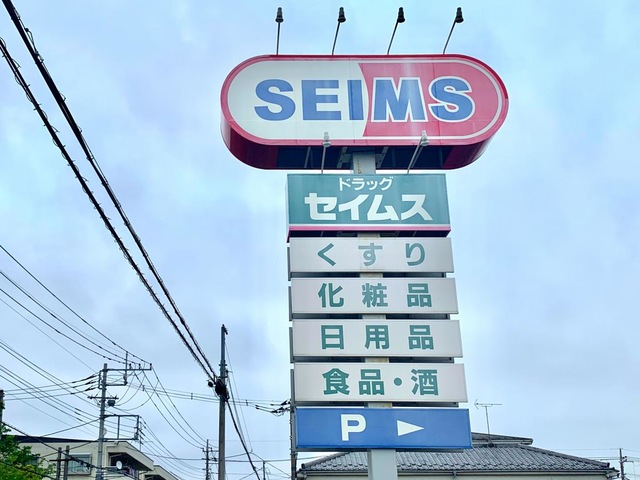 SEIMS
ドラッグ
セイムス
くすり
化粧品
日用品
食品・酒
P ►